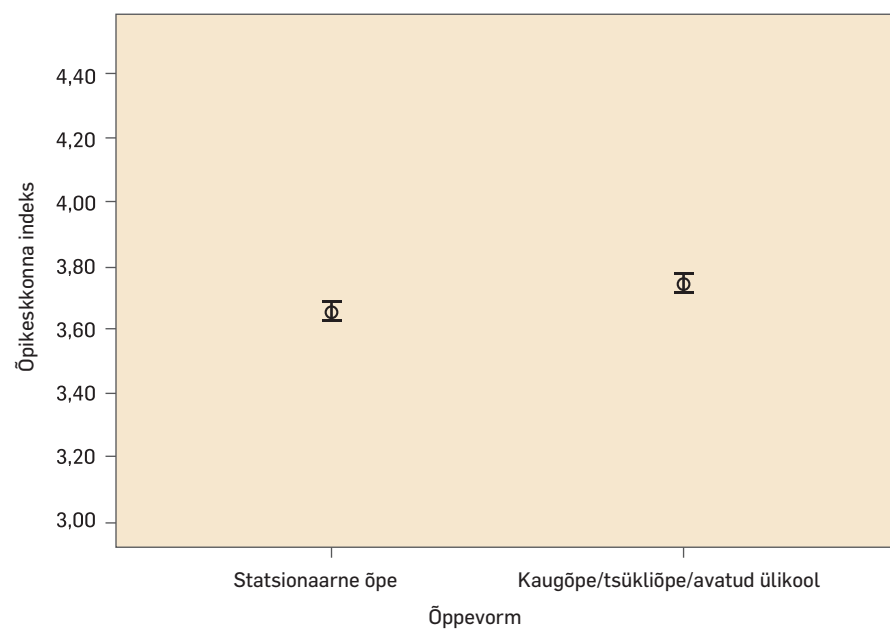 4,40
4,20
4,00
3,80
3,60
3,40
3,20
3,00
Õpikeskkonna indeks
Statsionaarne õpe
Kaugõpe/tsükliõpe/avatud ülikool
Õppevorm